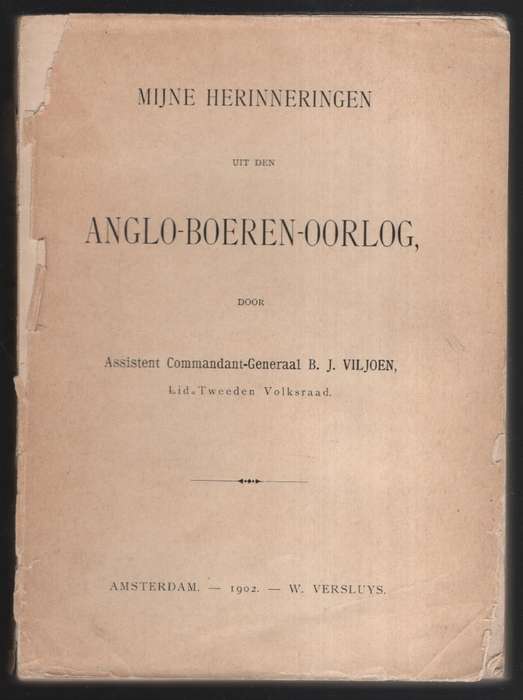 MIJNE HERINNERINGEN
UIT DEN
ANGLO-BOEREN-OORLOG,
DOOR
Assistent Commandant-Generaal B. J. VILJOEN,
Lid Tweeden Volksraad.
AMSTERDAM. — 1902. — W. VERSLUYS.